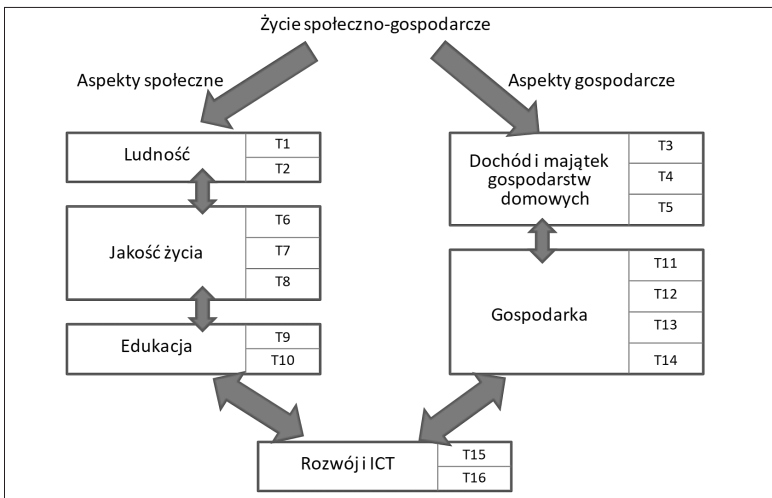 Życie społeczno-gospodarcze
Aspekty społeczne
Aspekty gospodarcze
Ludność
T1
T2
Jakość życia
T6
T7
T8
Edukacja
T9
T10
Dochód i majątek
gospodarstw
domowych
T3
T4
T5
Gospodarka
T11
T12
T13
T14
Rozwój i ICT
T15
T16